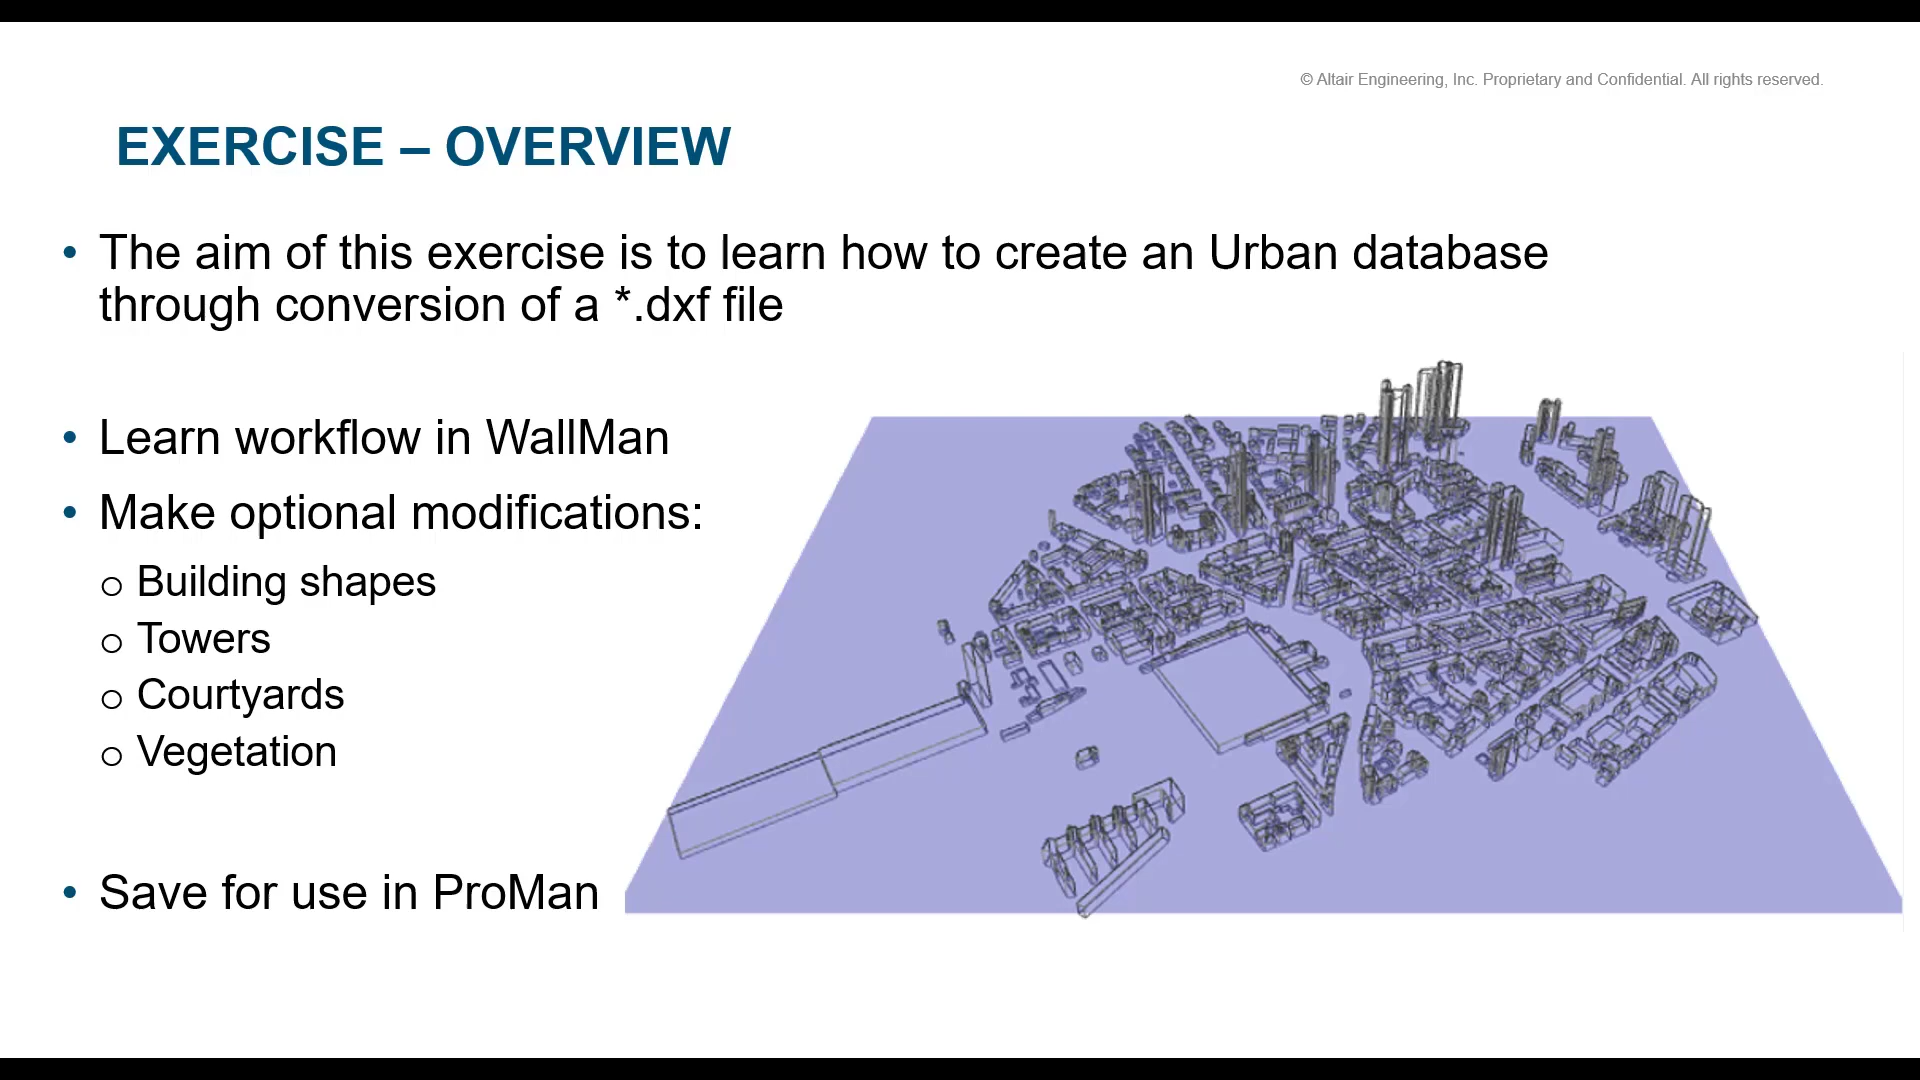 © Altair Engineering, Inc. Proprietary and Confidential. All rights reserved.
EXERCISE – OVERVIEW
• The aim of this exercise is to learn how to create an Urban database
through conversion of a *.dxf file
• Learn workflow in WallMan
• Make optional modifications:
o Building shapes
o Towers
o Courtyards
o Vegetation
• Save for use in ProMan